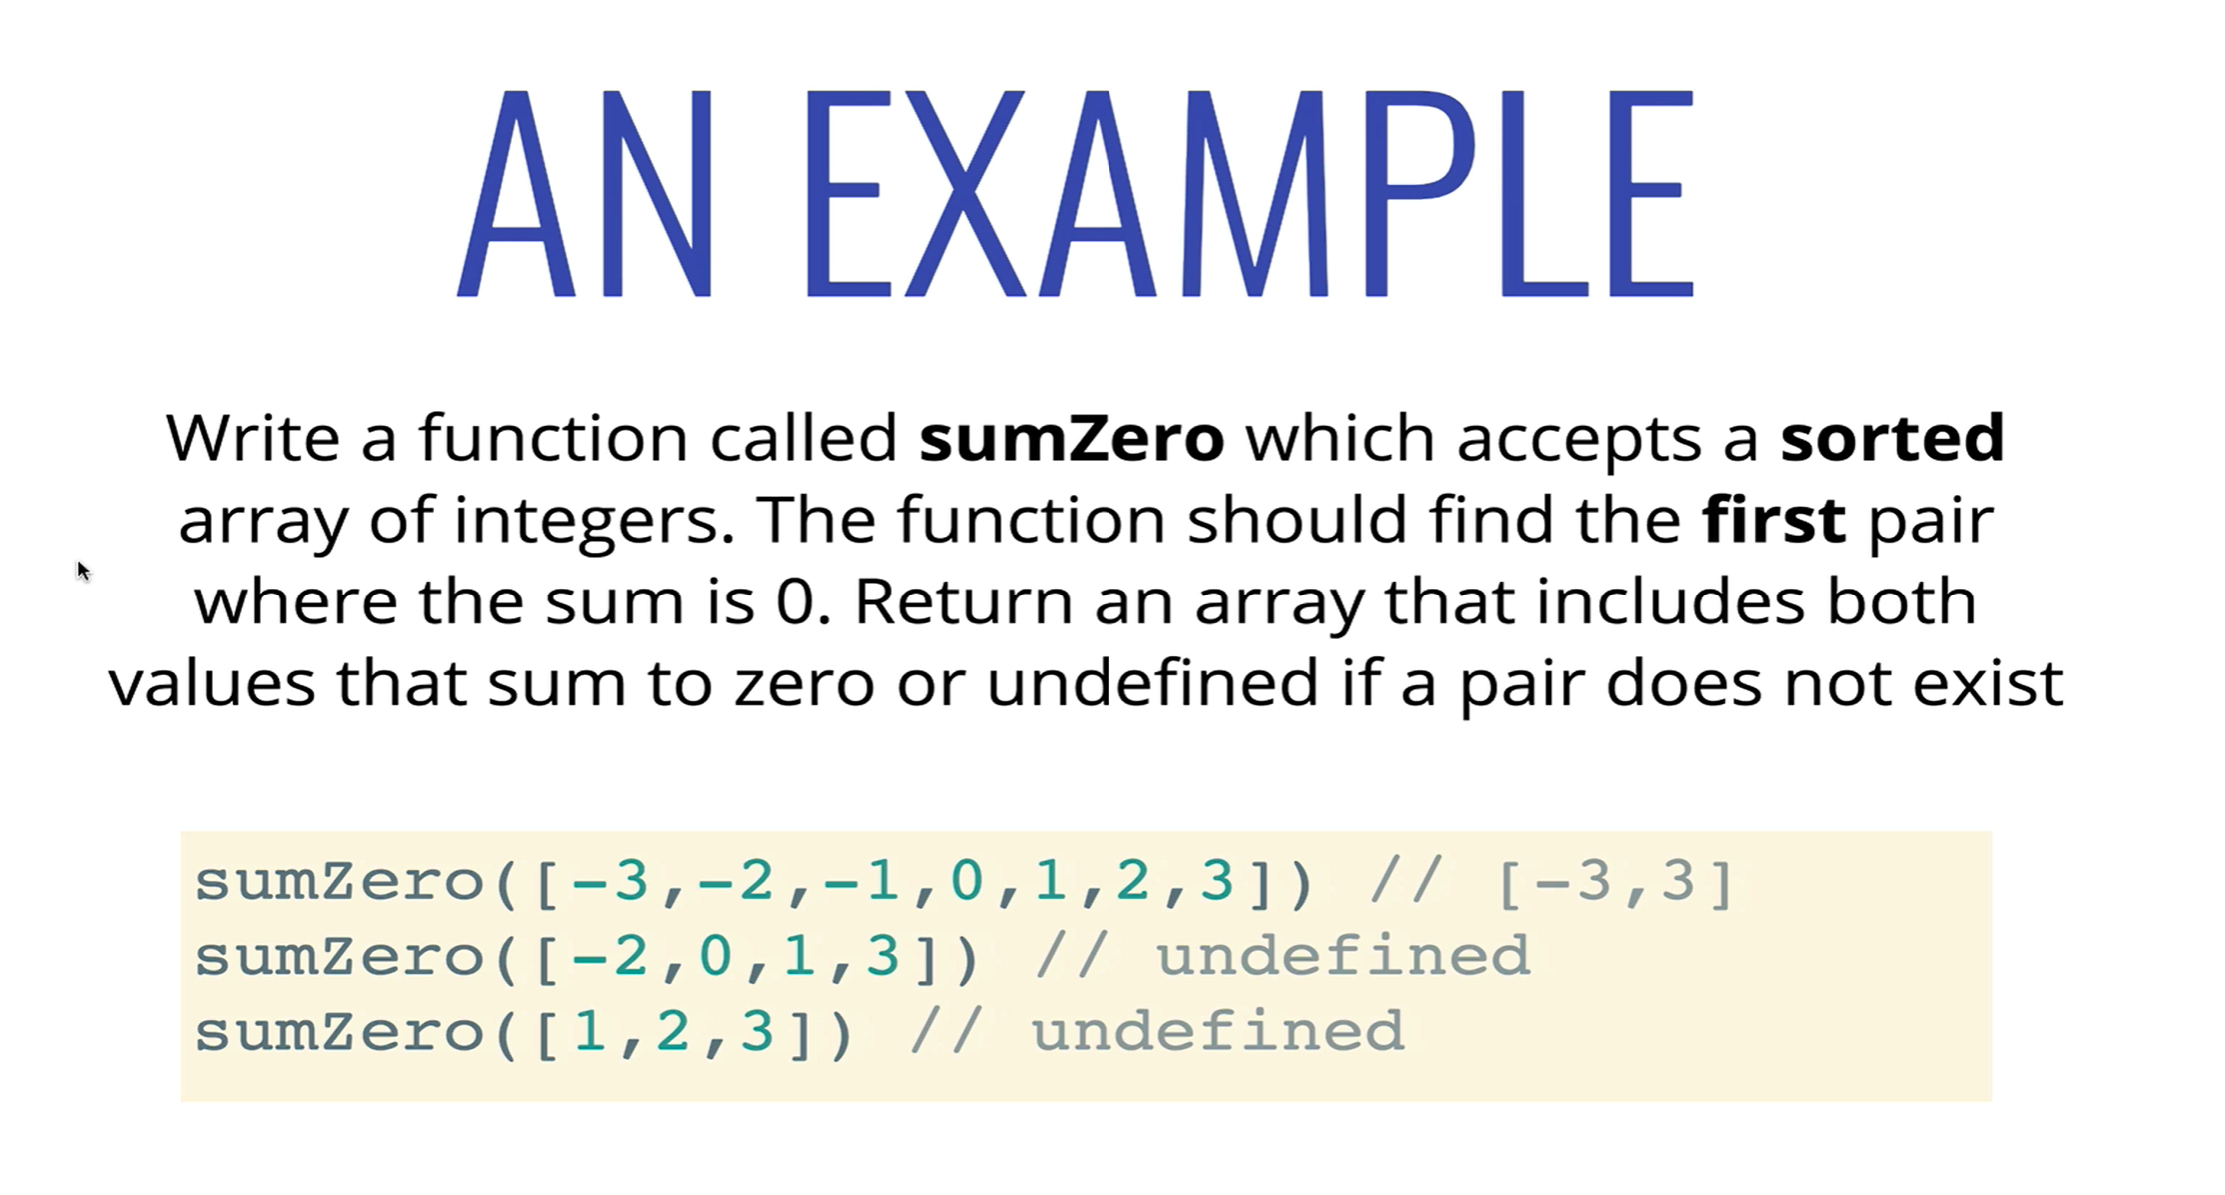 AN EXAMPLE
Write a function called sumZero which accepts a sorted
array of integers. The function should find the first pair
where the sum is 0. Return an array that includes both
values that sum to zero or undefined if a pair does not exist
sumZero([-3,-2,-1,0,1,2,3]) // [-3,3]
sumZero([-2,0,1,3]) // undefined
sumZero([1,2,3]) // undefined